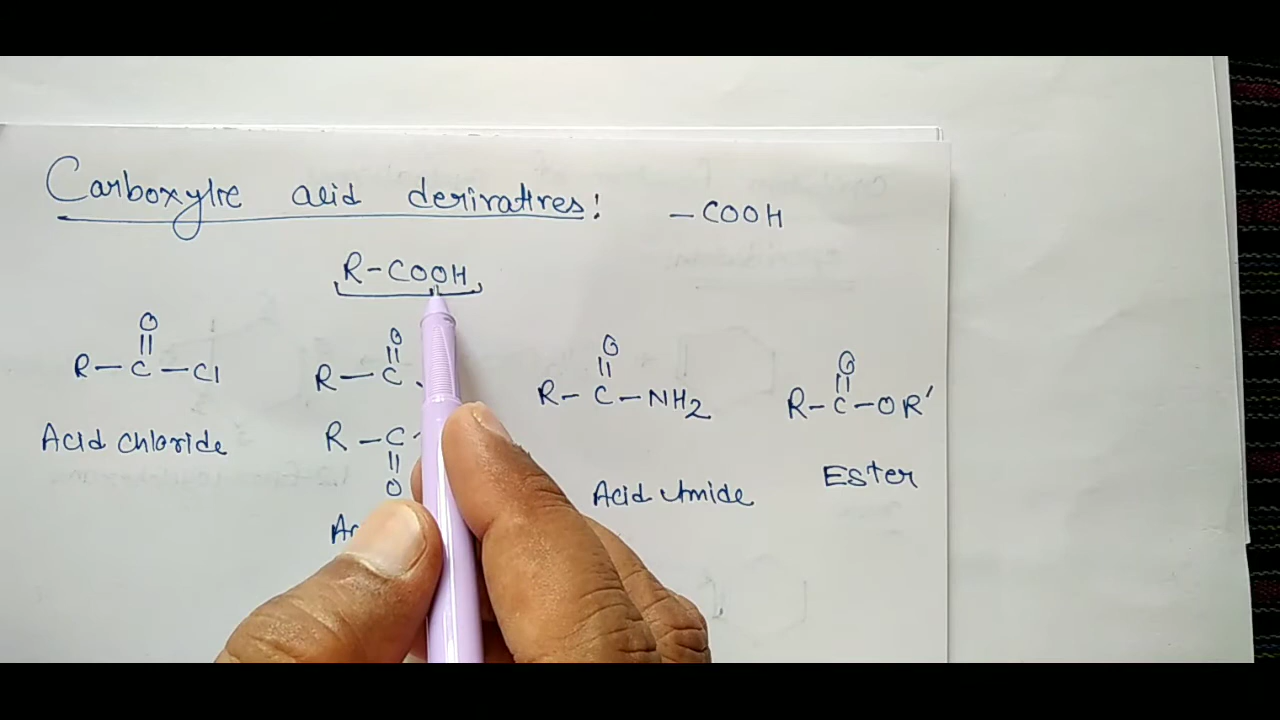 Carboxylic acid derivatives: -COOH
R-COOH
O O O O
R-C-Cl R-C R-C-NH2 R-C-OR'
Acid chloride R-C Acid Amide Ester
O